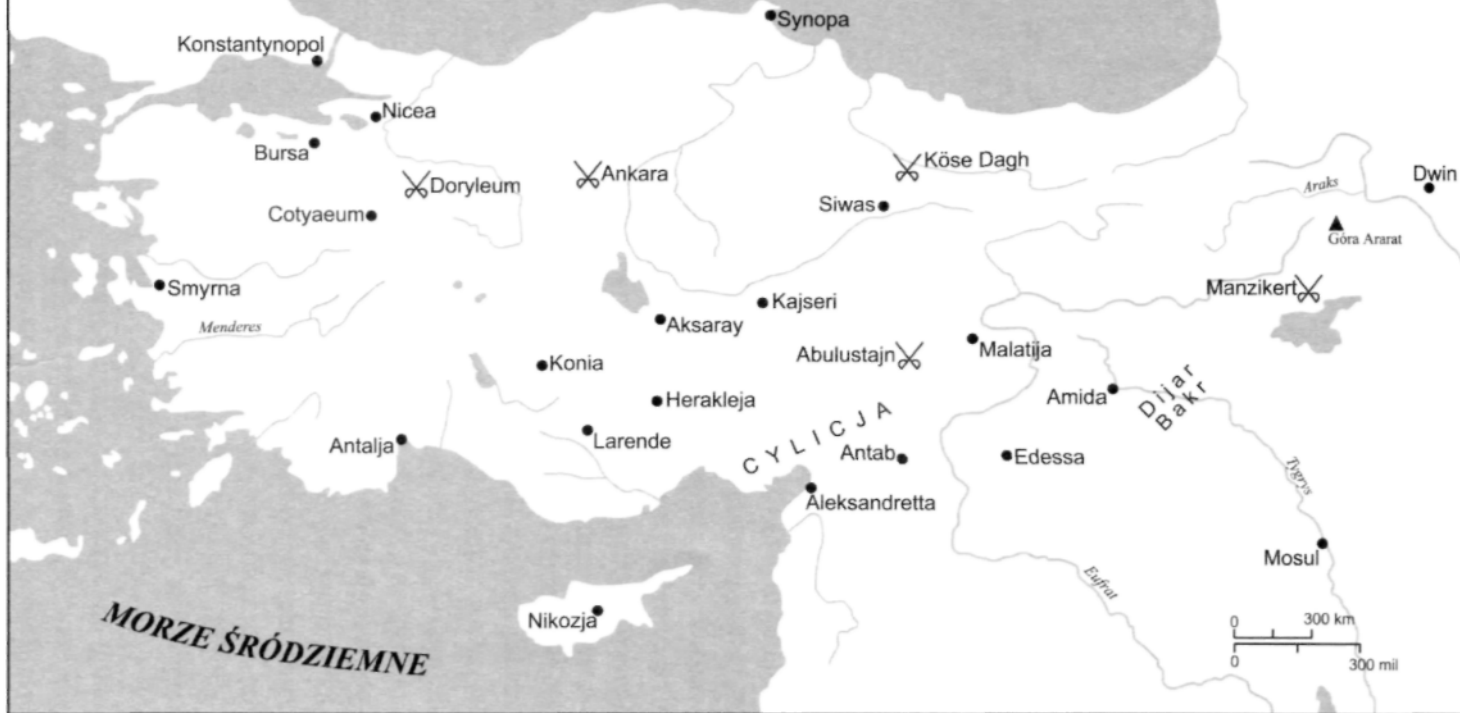 Synopa
Konstantynopol
Nicea
Bursa
Doryleum
Ankara
Köse Dagh
Dwin
Araks
Siwas
Cotyaeum
Góra Ararat
Smyrna
Manzikert
Kajseri
Aksaray
Menderes
Malatija
Abulustajn
Konia
Dijar
Bakr
Amida
Herakleja
CYLICJA
Larende
Antalja
Antab
Edessa
Tygrys
Aleksandretta
Mosul
Eufrat
Nikozja
MORZE ŚRÓDZIEMNE
0 300 km
0 300 mil